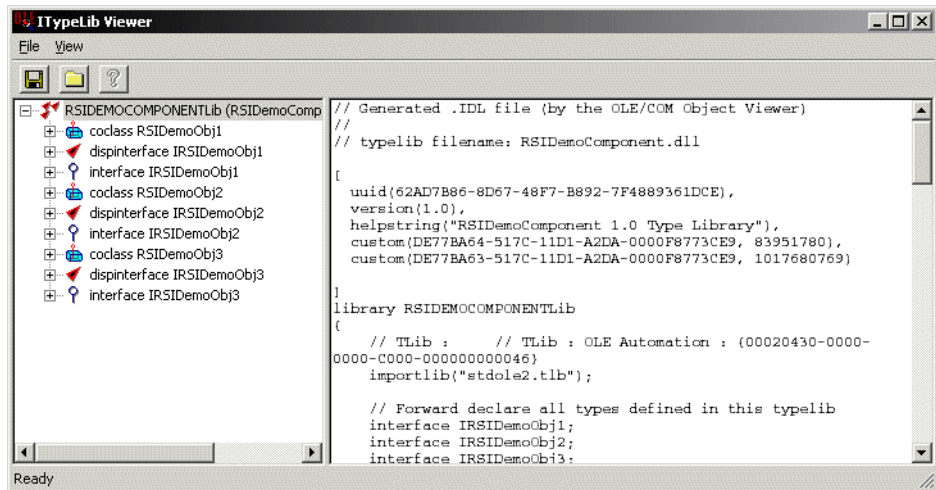 ITypeLib Viewer
File View
RSIDEMOCOMPONENTLib (RSIDemoComp
coclass RSIDemoObj1
dispinterface IRSIDemoObj1
interface IRSIDemoObj1
coclass RSIDemoObj2
dispinterface IRSIDemoObj2
interface IRSIDemoObj2
coclass RSIDemoObj3
dispinterface IRSIDemoObj3
interface IRSIDemoObj3
// Generated .IDL file (by the OLE/COM Object Viewer)
//
// typelib filename: RSIDemoComponent.dll
[
uuid(62AD7B86-8D67-48F7-B892-7F4889361DCE),
version(1.0),
helpstring("RSIDemoComponent 1.0 Type Library"),
custom(DE77BA64-517C-11D1-A2DA-0000F8773CE9, 83951780),
custom(DE77BA63-517C-11D1-A2DA-0000F8773CE9, 1017680769)
]
library RSIDEMOCOMPONENTLib
{
// TLib :     // TLib : OLE Automation : {00020430-0000-
0000-C000-000000000046}
importlib("stdole2.tlb");
// Forward declare all types defined in this typelib
interface IRSIDemoObj1;
interface IRSIDemoObj2;
interface IRSIDemoObj3;
Ready